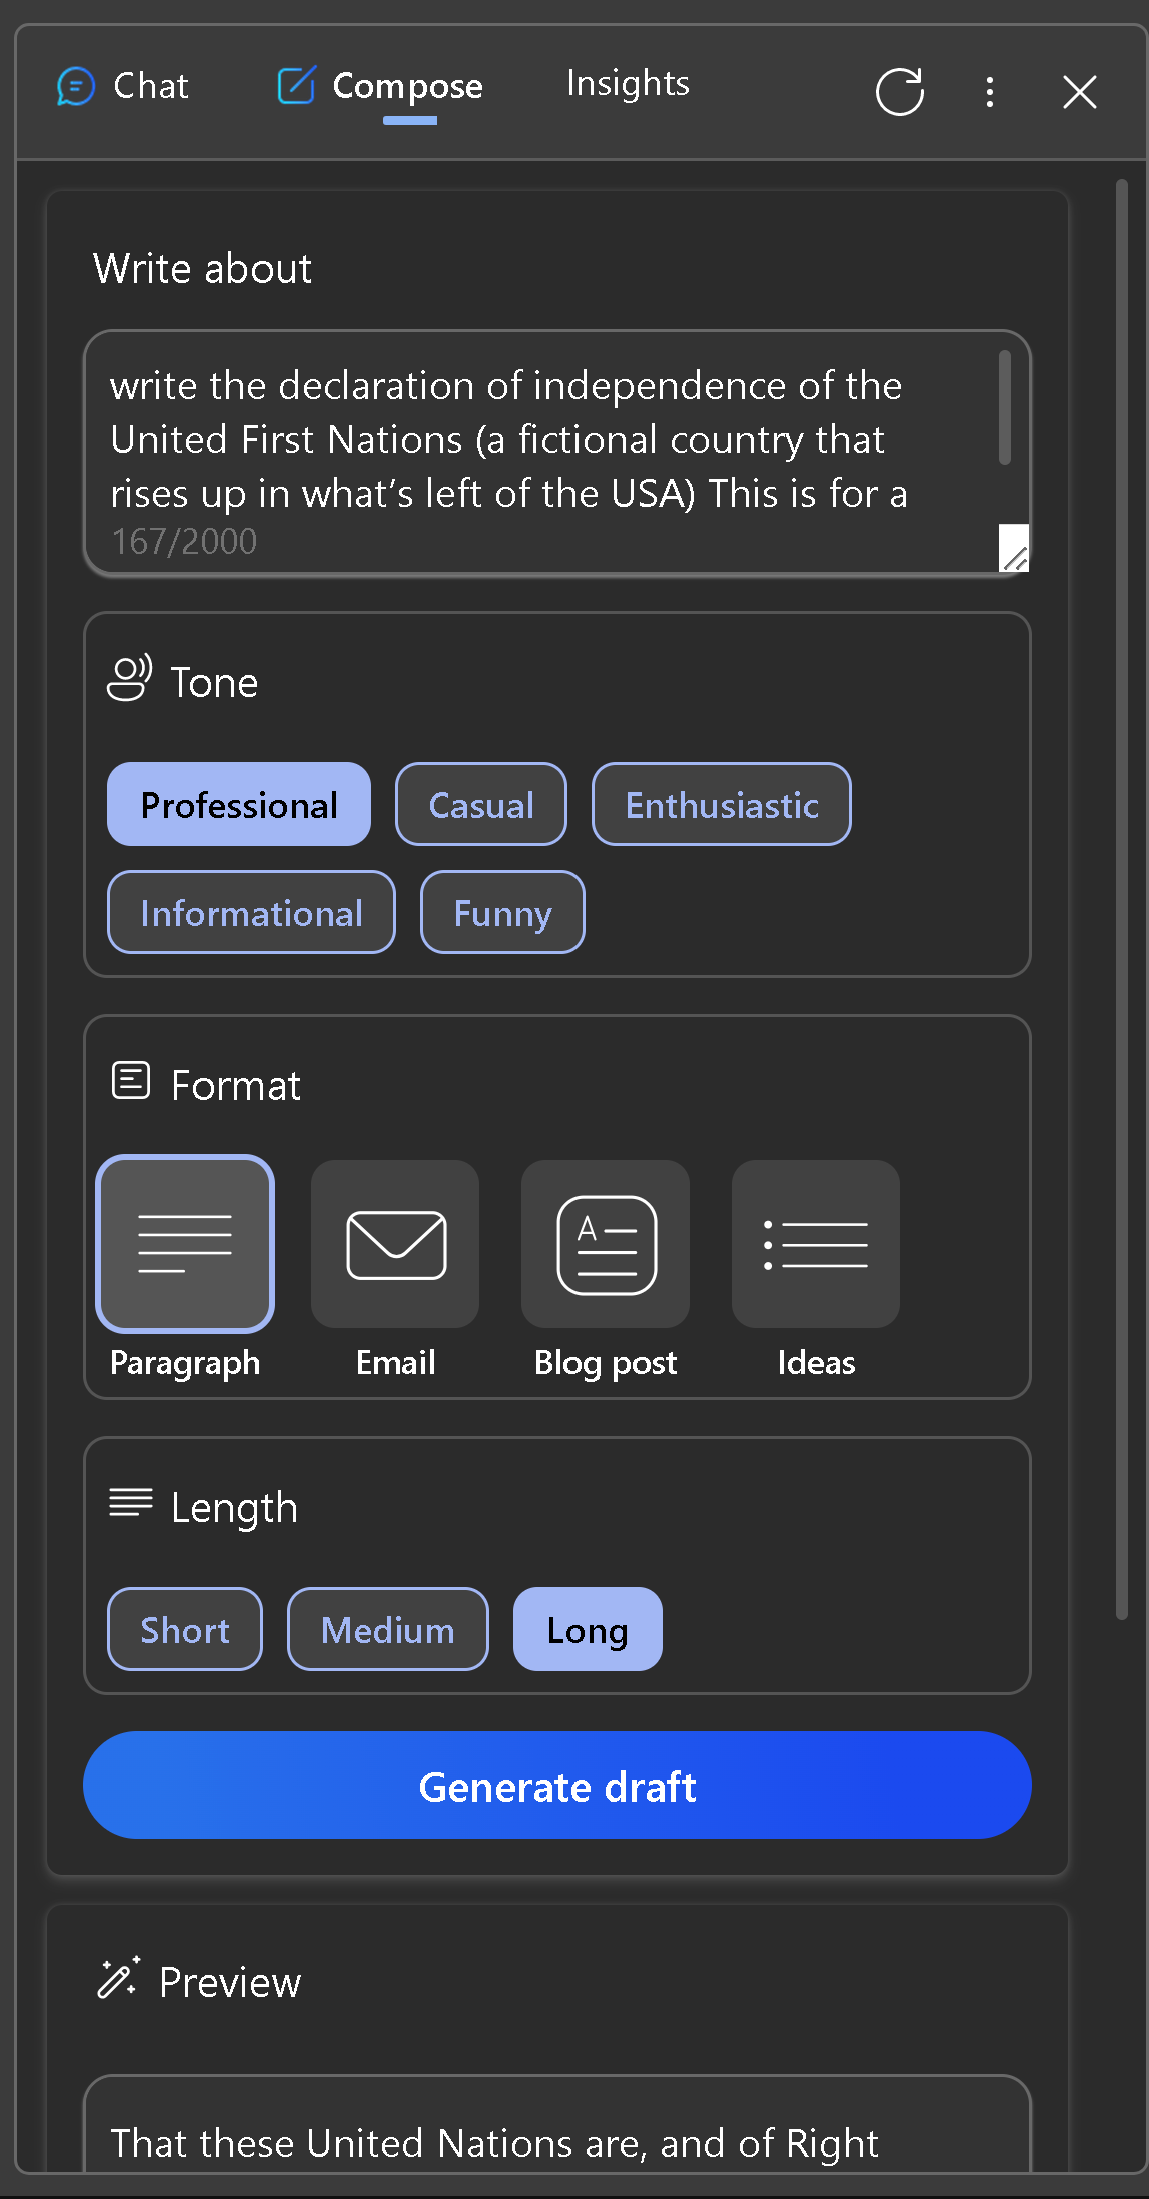 Chat
Compose
Insights
Write about
write the declaration of independence of the
United First Nations (a fictional country that
rises up in what’s left of the USA) This is for a
167/2000
Tone
Professional
Casual
Enthusiastic
Informational
Funny
Format
Paragraph
Email
Blog post
Ideas
Length
Short
Medium
Long
Generate draft
Preview
That these United Nations are, and of Right